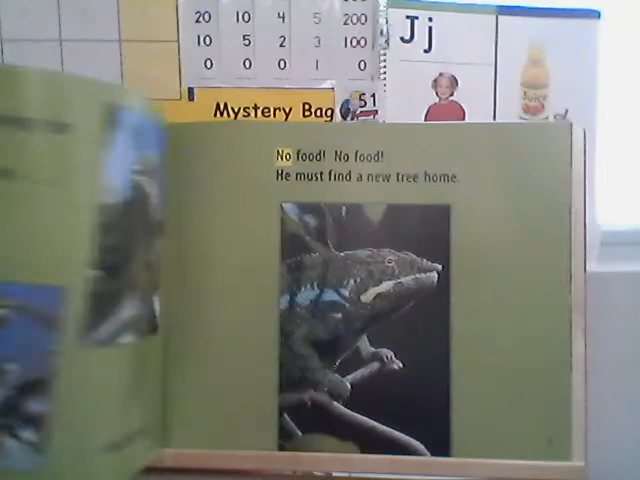 20 10 4 5 200
10 5 2 3 100
0 0 0 1 0
Jj
Juice
Mystery Bag
51
No food! No food!
He must find a new tree home.